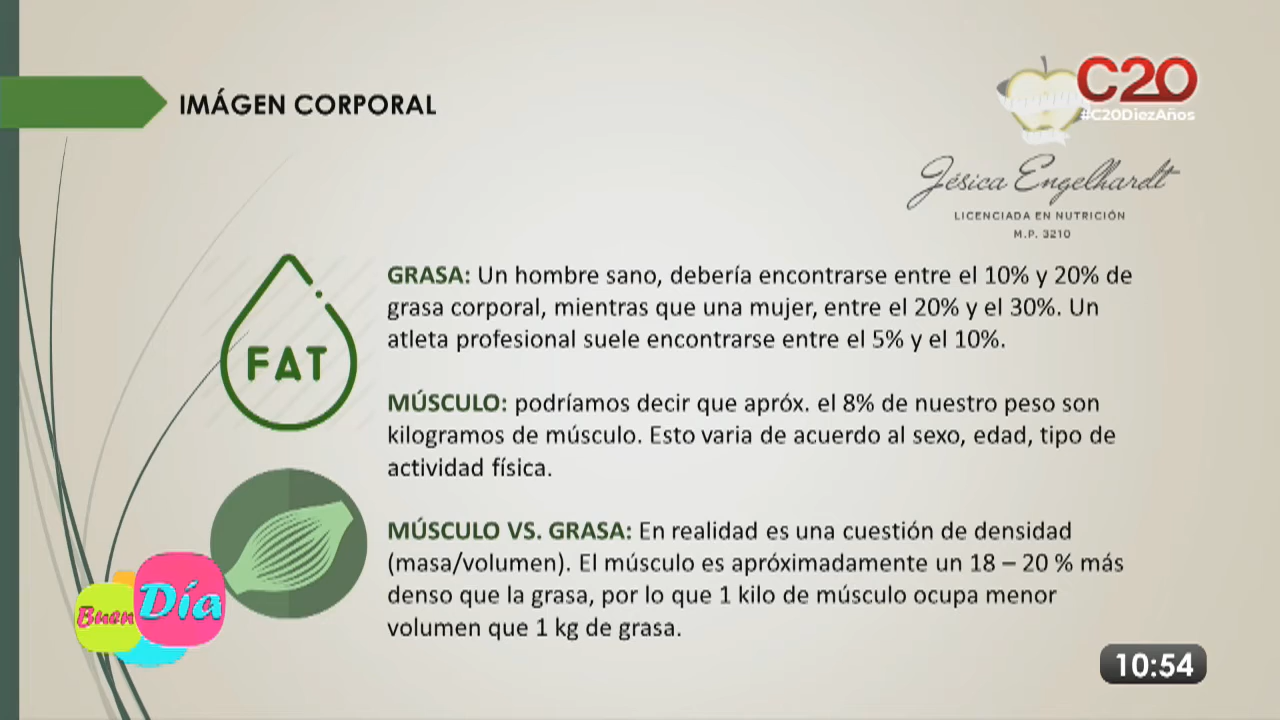 IMÁGEN CORPORAL
C20
#C20DiezAños
Jésica Engelhardt
LICENCIADA EN NUTRICIÓN
M.P. 3210
GRASA: Un hombre sano, debería encontrarse entre el 10% y 20% de
grasa corporal, mientras que una mujer, entre el 20% y el 30%. Un
atleta profesional suele encontrarse entre el 5% y el 10%.
FAT
MÚSCULO: podríamos decir que apróx. el 8% de nuestro peso son
kilogramos de músculo. Esto varia de acuerdo al sexo, edad, tipo de
actividad física.
MÚSCULO VS. GRASA: En realidad es una cuestión de densidad
(masa/volumen). El músculo es apróximadamente un 18 – 20 % más
denso que la grasa, por lo que 1 kilo de músculo ocupa menor
volumen que 1 kg de grasa.
Buen Día
10:54